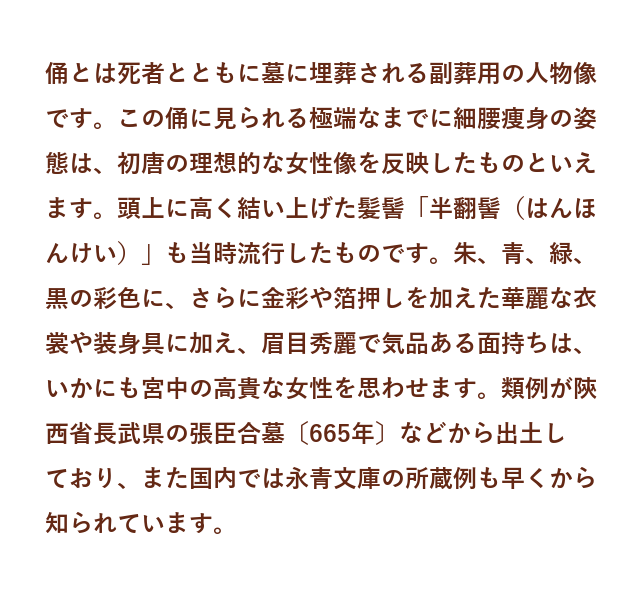 俑とは死者とともに墓に埋葬される副葬用の人物像
です。この俑に見られる極端なまでに細腰痩身の姿
態は、初唐の理想的な女性像を反映したものといえ
ます。頭上に高く結い上げた髪髻「半翻髻（はんほ
んけい）」も当時流行したものです。朱、青、緑、
黒の彩色に、さらに金彩や箔押しを加えた華麗な衣
裳や装身具に加え、眉目秀麗で気品ある面持ちは、
いかにも宮中の高貴な女性を思わせます。類例が陝
西省長武県の張臣合墓〔665年〕などから出土し
ており、また国内では永青文庫の所蔵例も早くから
知られています。